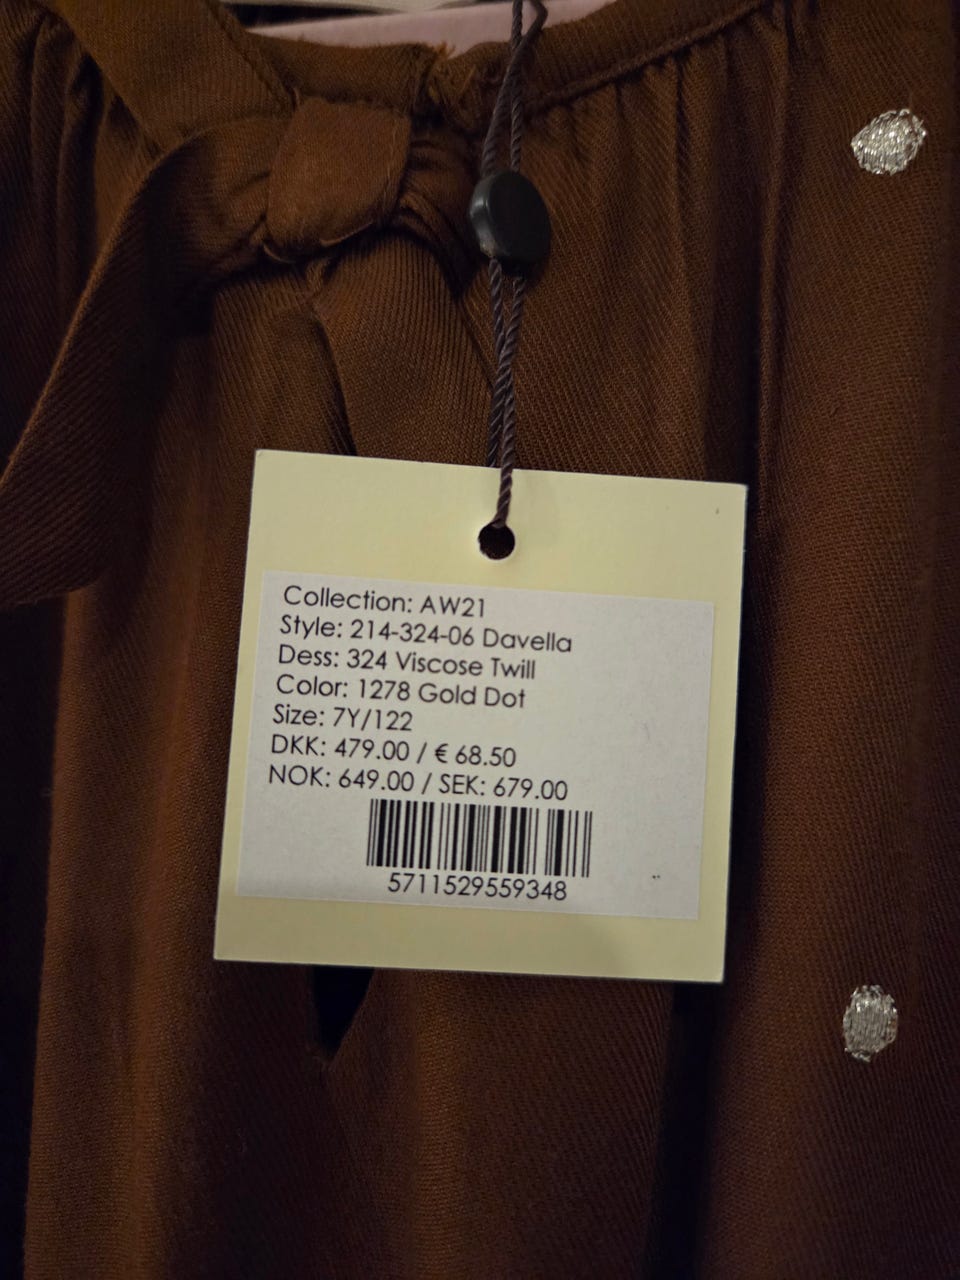 Collection: AW21
Style: 214-324-06 Davella
Dess: 324 Viscose Twill
Color: 1278 Gold Dot
Size: 7Y/122
DKK: 479.00 / € 68.50
NOK: 649.00 / SEK: 679.00
5711529559348